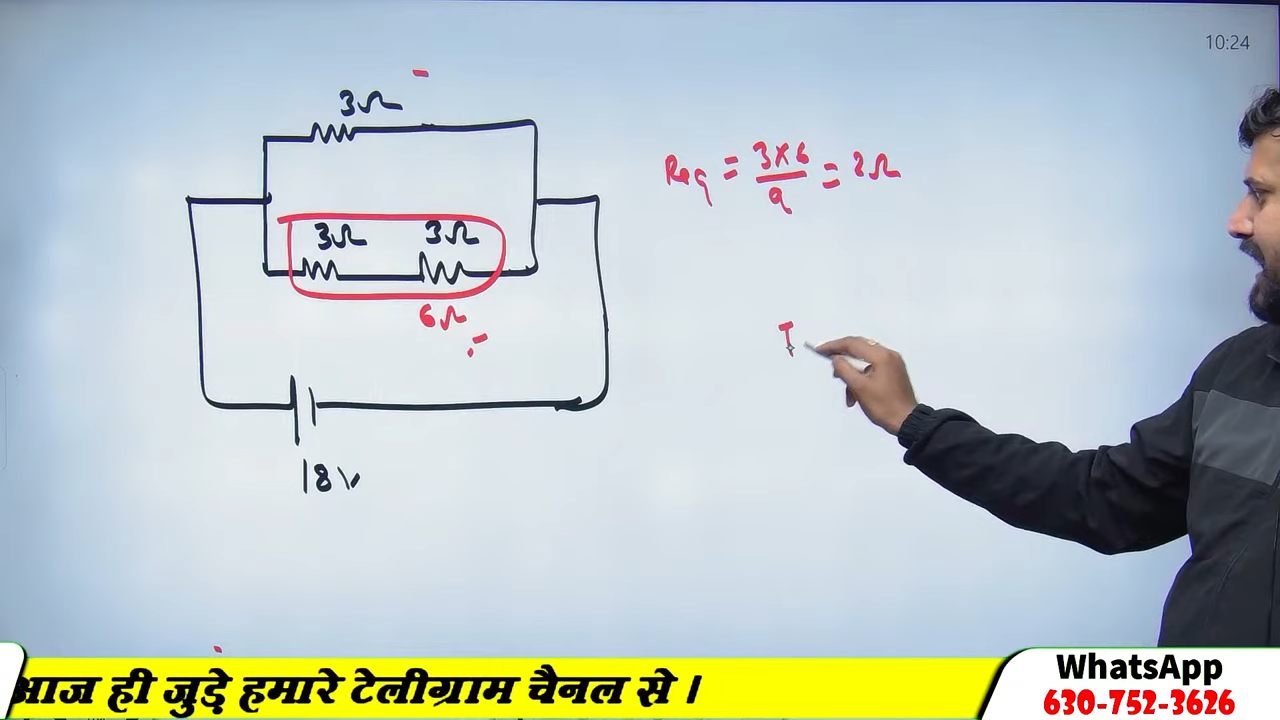 10:24
3Ω
3Ω 3Ω
6Ω
18V
Req = 3×6/9 = 2Ω
I
आज ही जुड़े हमारे टेलीग्राम चैनल से ।
WhatsApp
630-752-3626